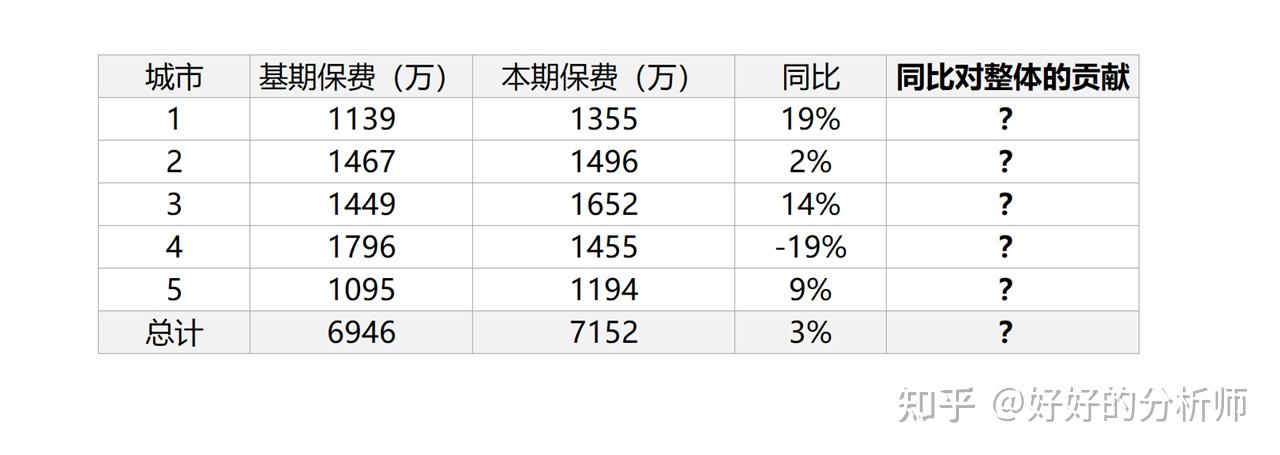 城市 基期保费（万） 本期保费（万） 同比 同比对整体的贡献
1 1139 1355 19% ?
2 1467 1496 2% ?
3 1449 1652 14% ?
4 1796 1455 -19% ?
5 1095 1194 9% ?
总计 6946 7152 3% ?
知乎 @好好的分析师